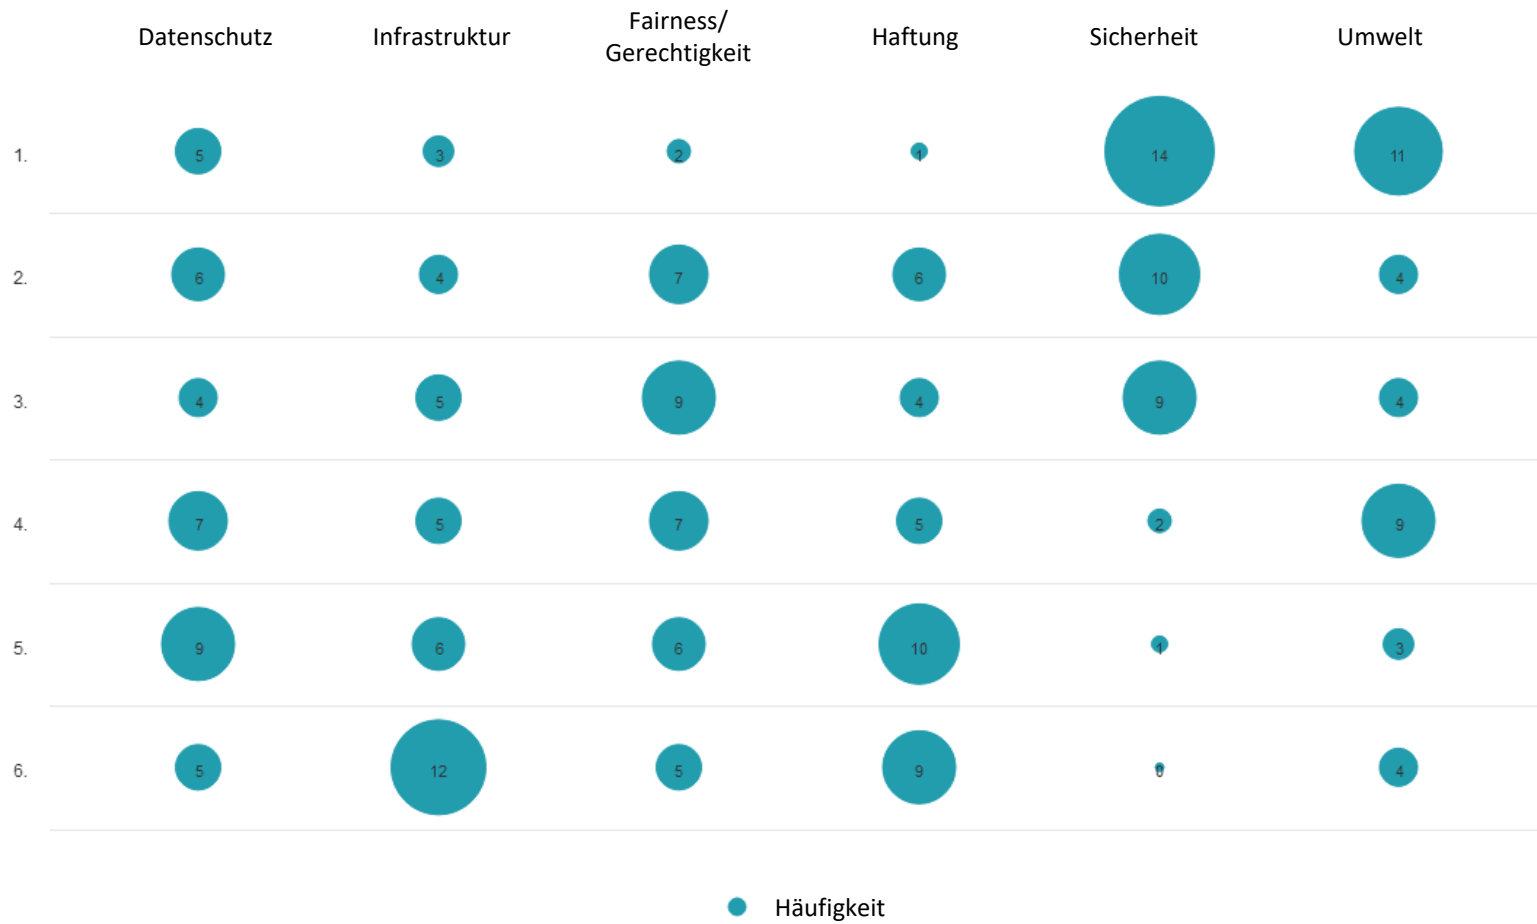 Datenschutz Infrastruktur Fairness/ Gerechtigkeit Haftung Sicherheit Umwelt
1. 5 3 2 1 14 11
2. 6 4 7 6 10 4
3. 4 5 9 4 9 4
4. 7 5 7 5 2 9
5. 9 6 6 10 1 3
6. 5 12 5 9 0 4
Häufigkeit